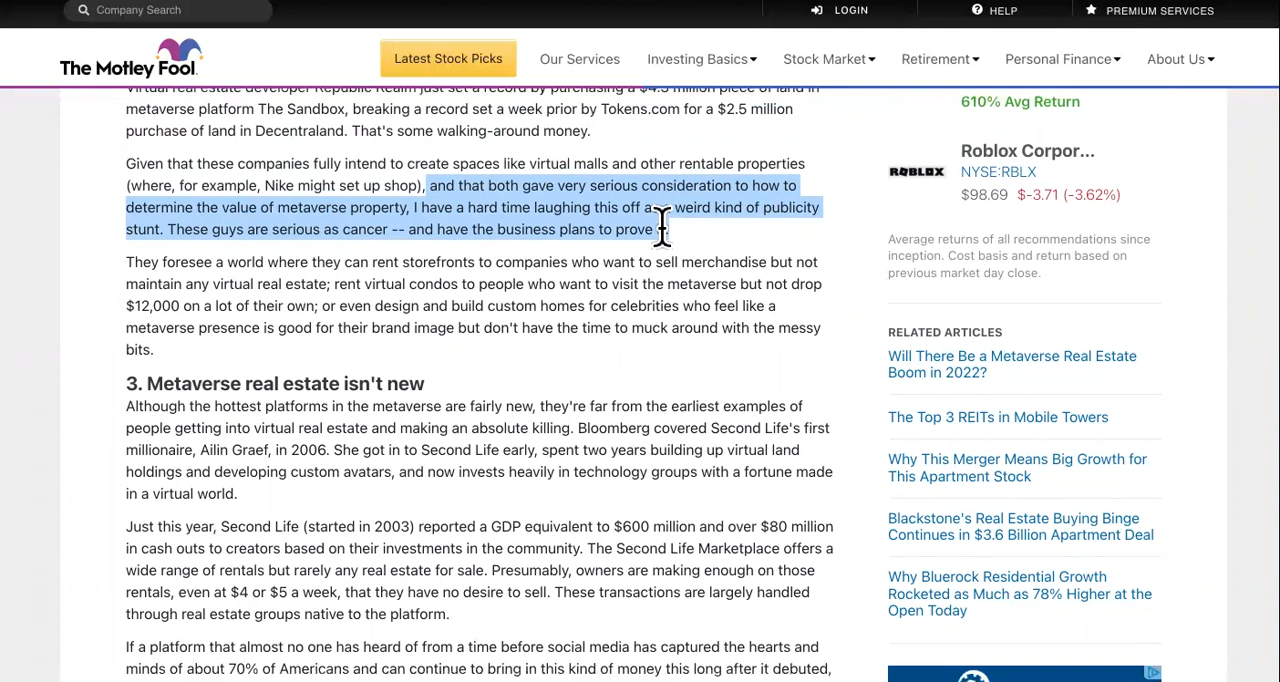 Company Search
LOGIN
HELP
PREMIUM SERVICES
The Motley Fool.
Latest Stock Picks
Our Services
Investing Basics
Stock Market
Retirement
Personal Finance
About Us
Virtual real estate developer Republic Realm just set a record by purchasing a $4.3 million piece of land in
metaverse platform The Sandbox, breaking a record set a week prior by Tokens.com for a $2.5 million
purchase of land in Decentraland. That's some walking-around money.
Given that these companies fully intend to create spaces like virtual malls and other rentable properties
(where, for example, Nike might set up shop), and that both gave very serious consideration to how to
determine the value of metaverse property, I have a hard time laughing this off a weird kind of publicity
stunt. These guys are serious as cancer -- and have the business plans to prove
They foresee a world where they can rent storefronts to companies who want to sell merchandise but not
maintain any virtual real estate; rent virtual condos to people who want to visit the metaverse but not drop
$12,000 on a lot of their own; or even design and build custom homes for celebrities who feel like a
metaverse presence is good for their brand image but don't have the time to muck around with the messy
bits.
3. Metaverse real estate isn't new
Although the hottest platforms in the metaverse are fairly new, they're far from the earliest examples of
people getting into virtual real estate and making an absolute killing. Bloomberg covered Second Life's first
millionaire, Ailin Graef, in 2006. She got in to Second Life early, spent two years building up virtual land
holdings and developing custom avatars, and now invests heavily in technology groups with a fortune made
in a virtual world.
Just this year, Second Life (started in 2003) reported a GDP equivalent to $600 million and over $80 million
in cash outs to creators based on their investments in the community. The Second Life Marketplace offers a
wide range of rentals but rarely any real estate for sale. Presumably, owners are making enough on those
rentals, even at $4 or $5 a week, that they have no desire to sell. These transactions are largely handled
through real estate groups native to the platform.
If a platform that almost no one has heard of from a time before social media has captured the hearts and
minds of about 70% of Americans and can continue to bring in this kind of money this long after it debuted,
610% Avg Return
ROBLOX
Roblox Corpor...
NYSE:RBLX
$98.69 $-3.71 (-3.62%)
Average returns of all recommendations since
inception. Cost basis and return based on
previous market day close.
RELATED ARTICLES
Will There Be a Metaverse Real Estate
Boom in 2022?
The Top 3 REITs in Mobile Towers
Why This Merger Means Big Growth for
This Apartment Stock
Blackstone's Real Estate Buying Binge
Continues in $3.6 Billion Apartment Deal
Why Bluerock Residential Growth
Rocketed as Much as 78% Higher at the
Open Today